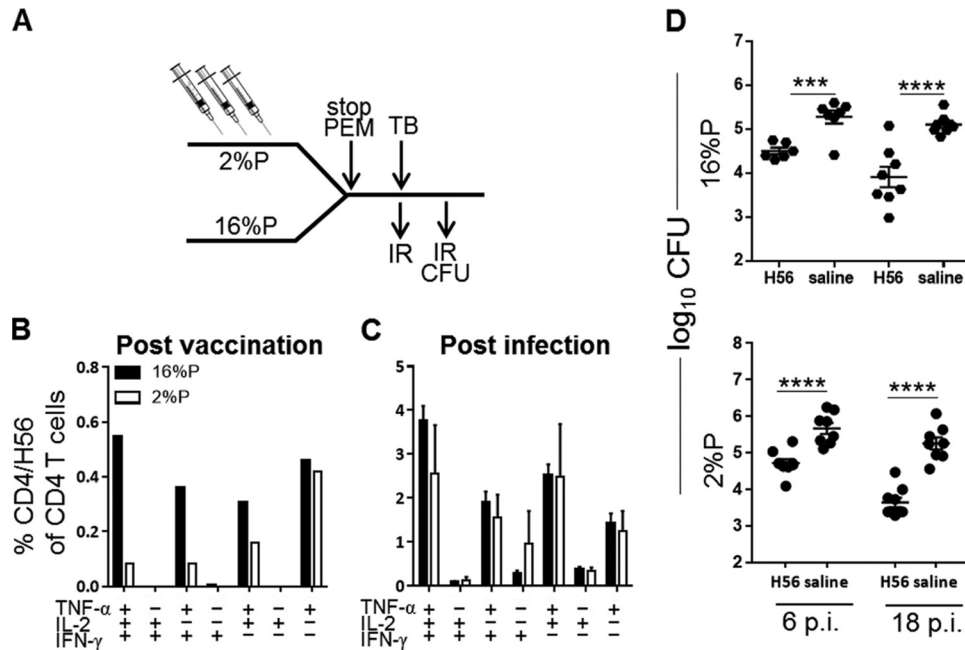 A
stop
PEM
TB
2%P
16%P
IR
IR
CFU
B
Post vaccination
% CD4/H56
of CD4 T cells
0.8
0.6
0.4
0.2
0.0
16%P
2%P
TNF-α + − + − + − +
IL-2 + + − − + + −
IFN-γ + + + + − − −
C
Post infection
5
4
3
2
1
0
TNF-α + − + − + − +
IL-2 + + − − + + −
IFN-γ + + + + − − −
D
log10 CFU
16%P
7
6
5
4
3
2
*** ****
H56 saline H56 saline
2%P
8
7
6
5
4
3
2
**** ****
H56 saline H56 saline
6 p.i. 18 p.i.